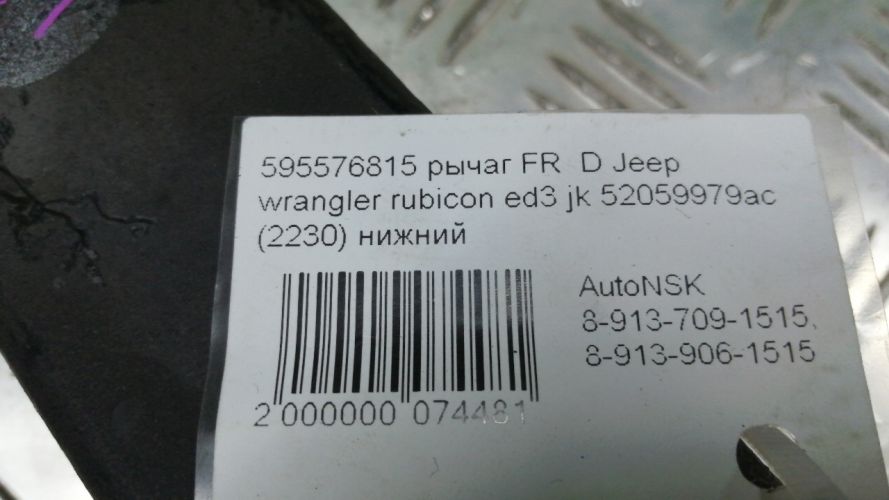 595576815 рычаг FR D Jeep
wrangler rubicon ed3 jk 52059979ac
(2230) нижний
AutoNSK
8-913-709-1515,
8-913-906-1515
2 000000 074481